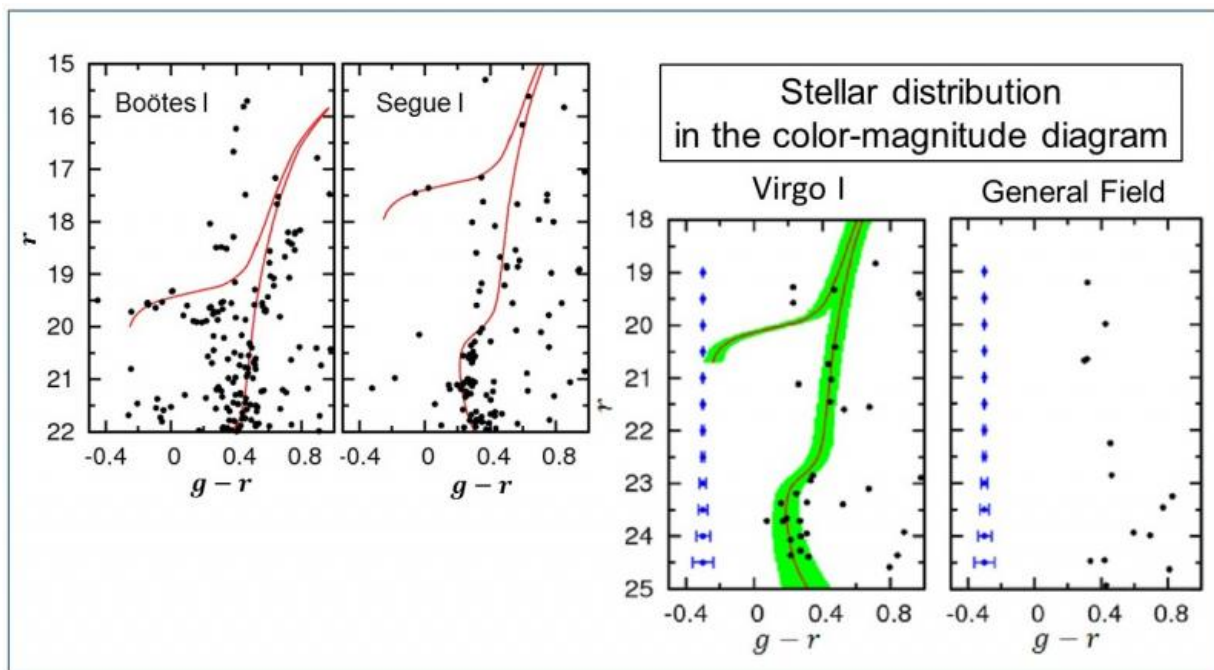 Boötes I
Segue I
r
15
16
17
18
19
20
21
22
-0.4 0 0.4 0.8
g − r
-0.4 0 0.4 0.8
g − r
Stellar distribution
in the color-magnitude diagram
Virgo I
General Field
r
18
19
20
21
22
23
24
25
-0.4 0 0.4 0.8
g − r
-0.4 0 0.4 0.8
g − r